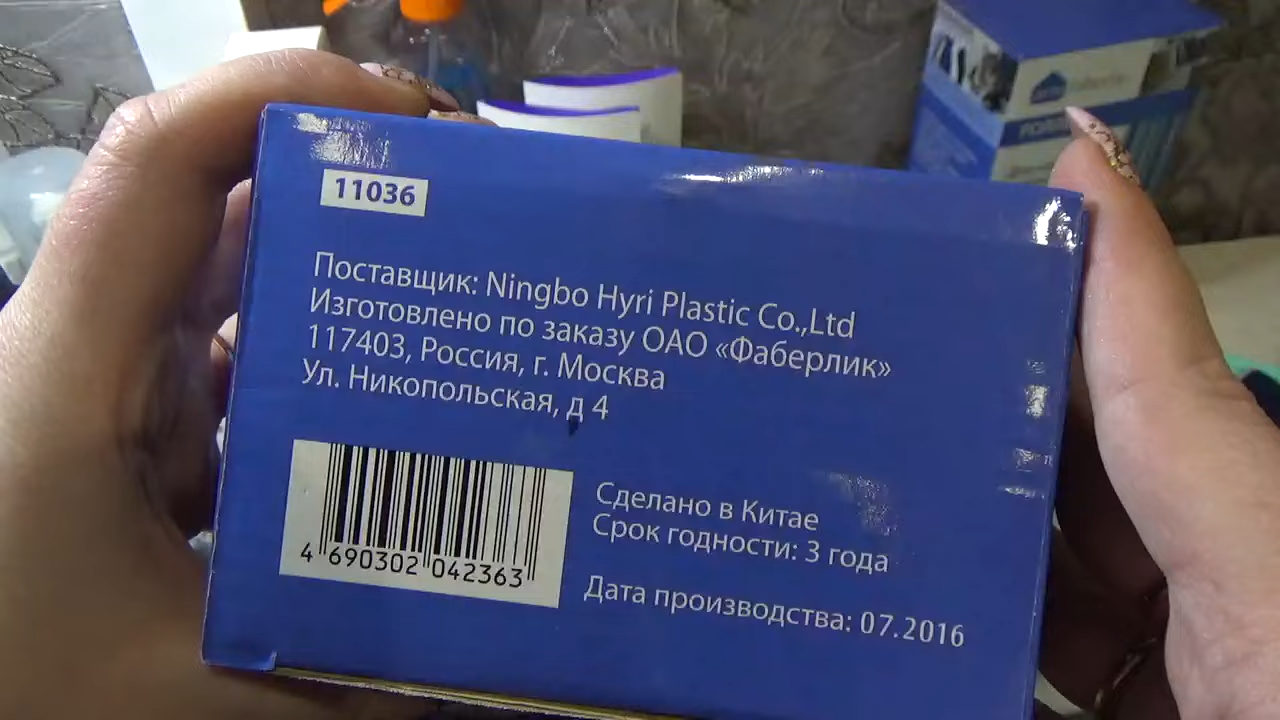 11036
Поставщик: Ningbo Hyri Plastic Co.,Ltd
Изготовлено по заказу ОАО «Фаберлик»
117403, Россия, г. Москва
Ул. Никопольская, д 4
4 690302 042363
Сделано в Китае
Срок годности: 3 года
Дата производства: 07.2016